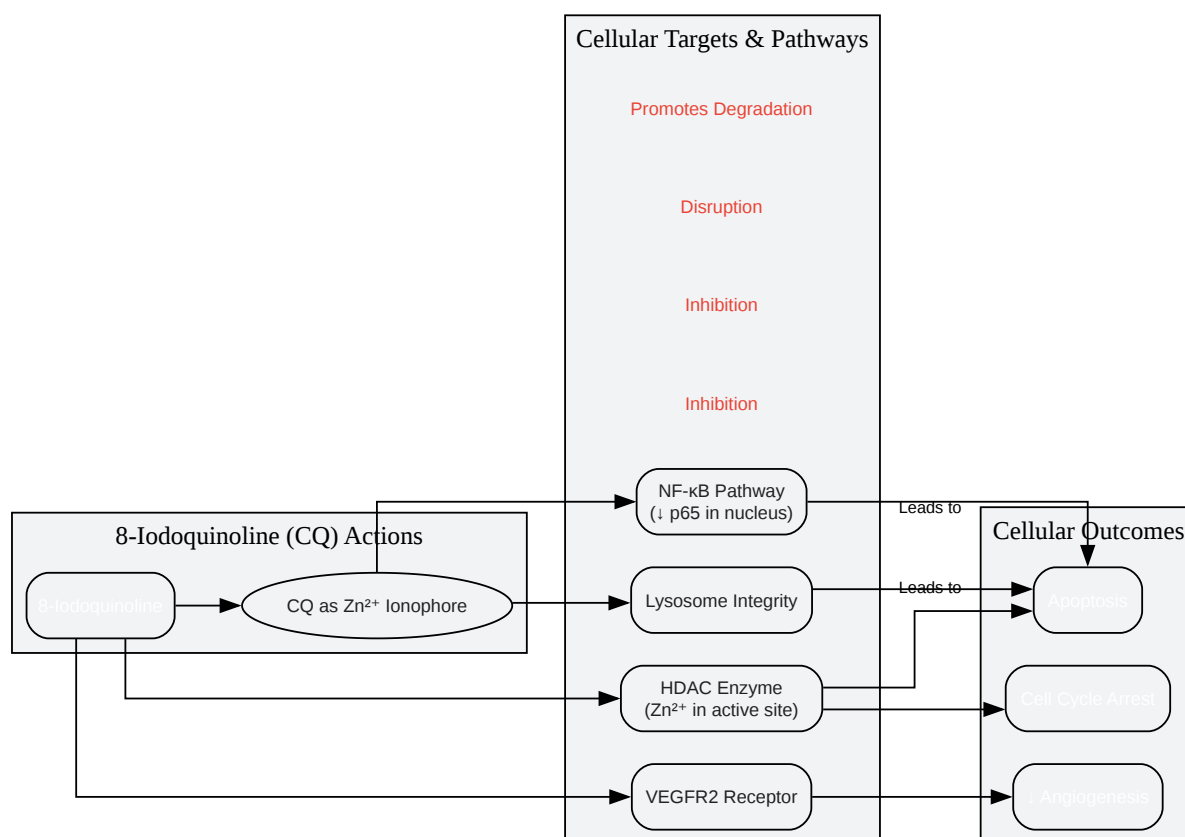 Cellular Targets & Pathways
Promotes Degradation
Disruption
Inhibition
Inhibition
NF-κB Pathway
(↓ p65 in nucleus)
Leads to
8-Iodoquinoline (CQ) Actions
Cellular Outcomes
8-Iodoquinoline
CQ as Zn²⁺ Ionophore
Lysosome Integrity
Leads to
Apoptosis
HDAC Enzyme
(Zn²⁺ in active site)
Cell Cycle Arrest
VEGFR2 Receptor
↓ Angiogenesis